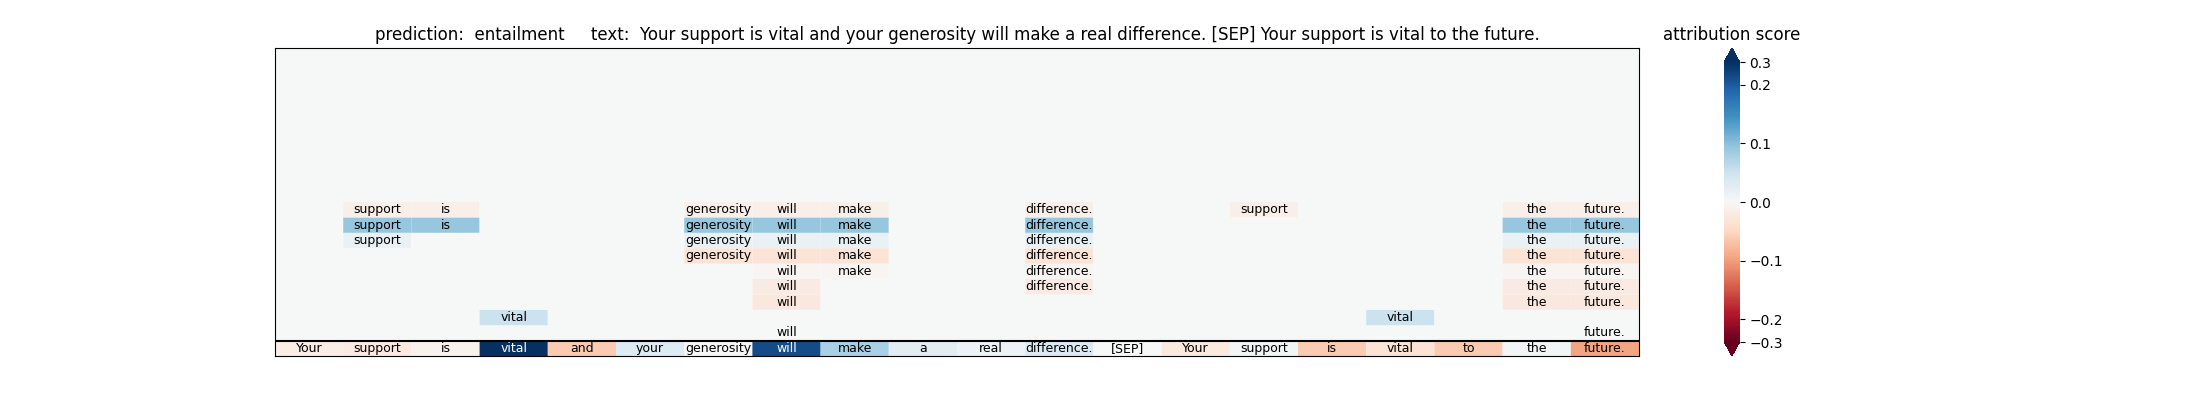 prediction: entailment text: Your support is vital and your generosity will make a real difference. [SEP] Your support is vital to the future.
attribution score
support is generosity will make difference. support the future.
support is generosity will make difference. the future.
support generosity will make difference. the future.
generosity will make difference. the future.
will make difference. the future.
will difference. the future.
will the future.
vital vital
will future.
Your support is vital and your generosity will make a real difference. [SEP] Your support is vital to the future.
0.3
0.2
0.1
0.0
−0.1
−0.2
−0.3